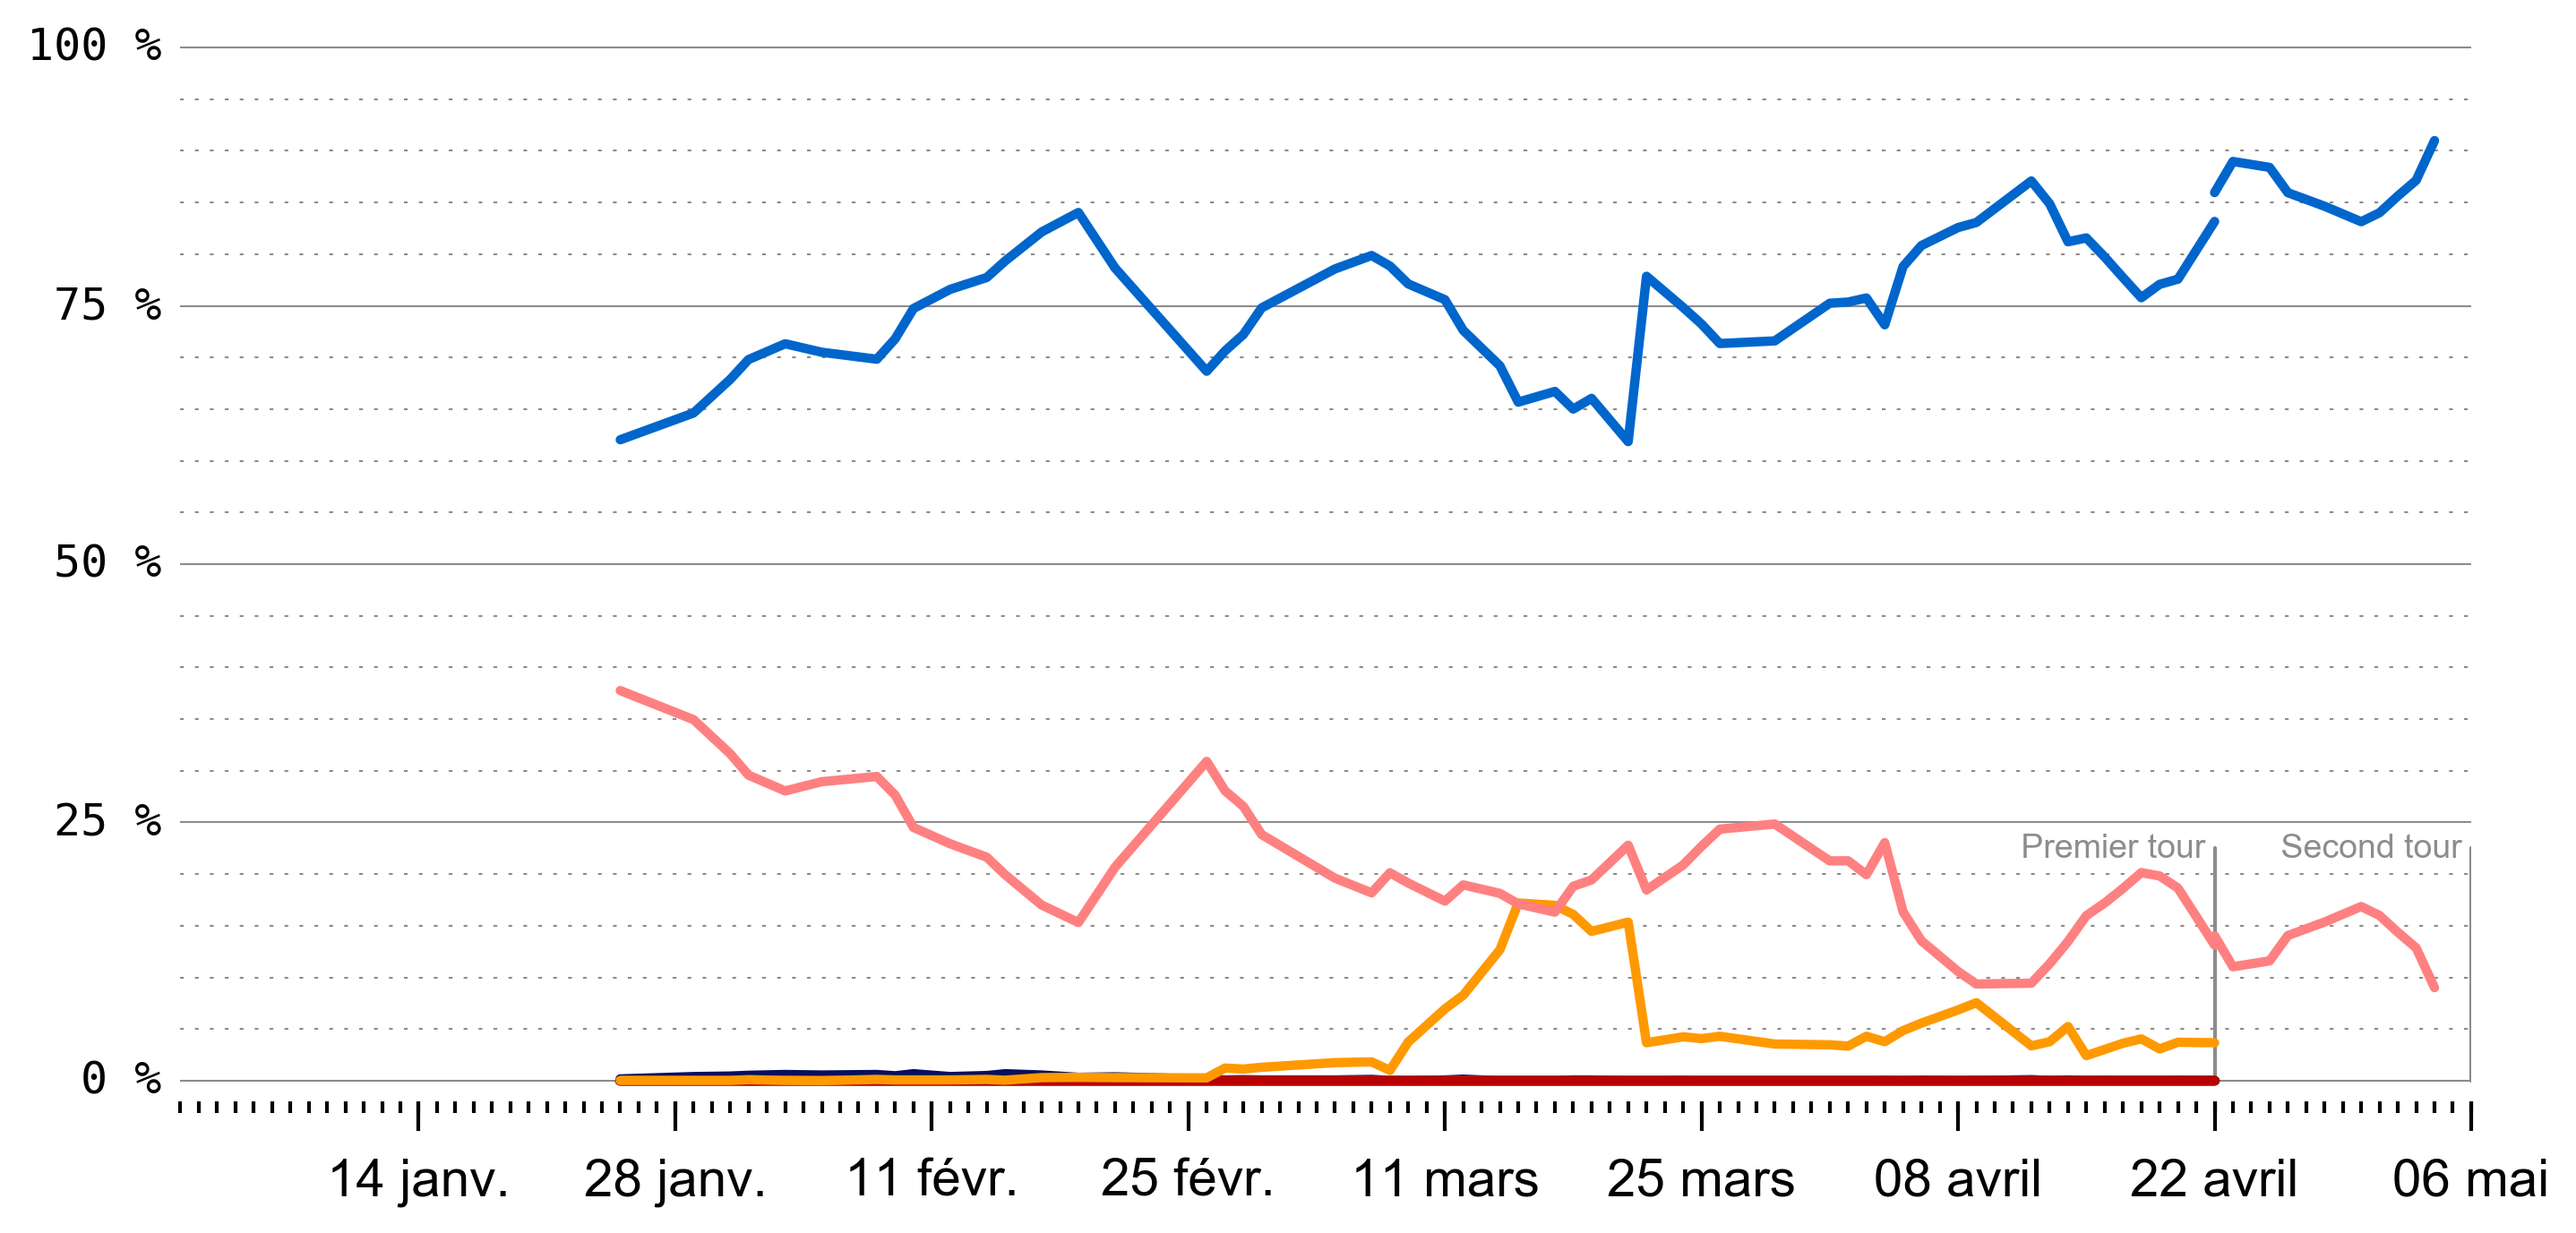 100 %
75 %
50 %
25 %
Premier tour
Second tour
0 %
14 janv.
28 janv.
11 févr.
25 févr.
11 mars
25 mars
08 avril
22 avril
06 mai